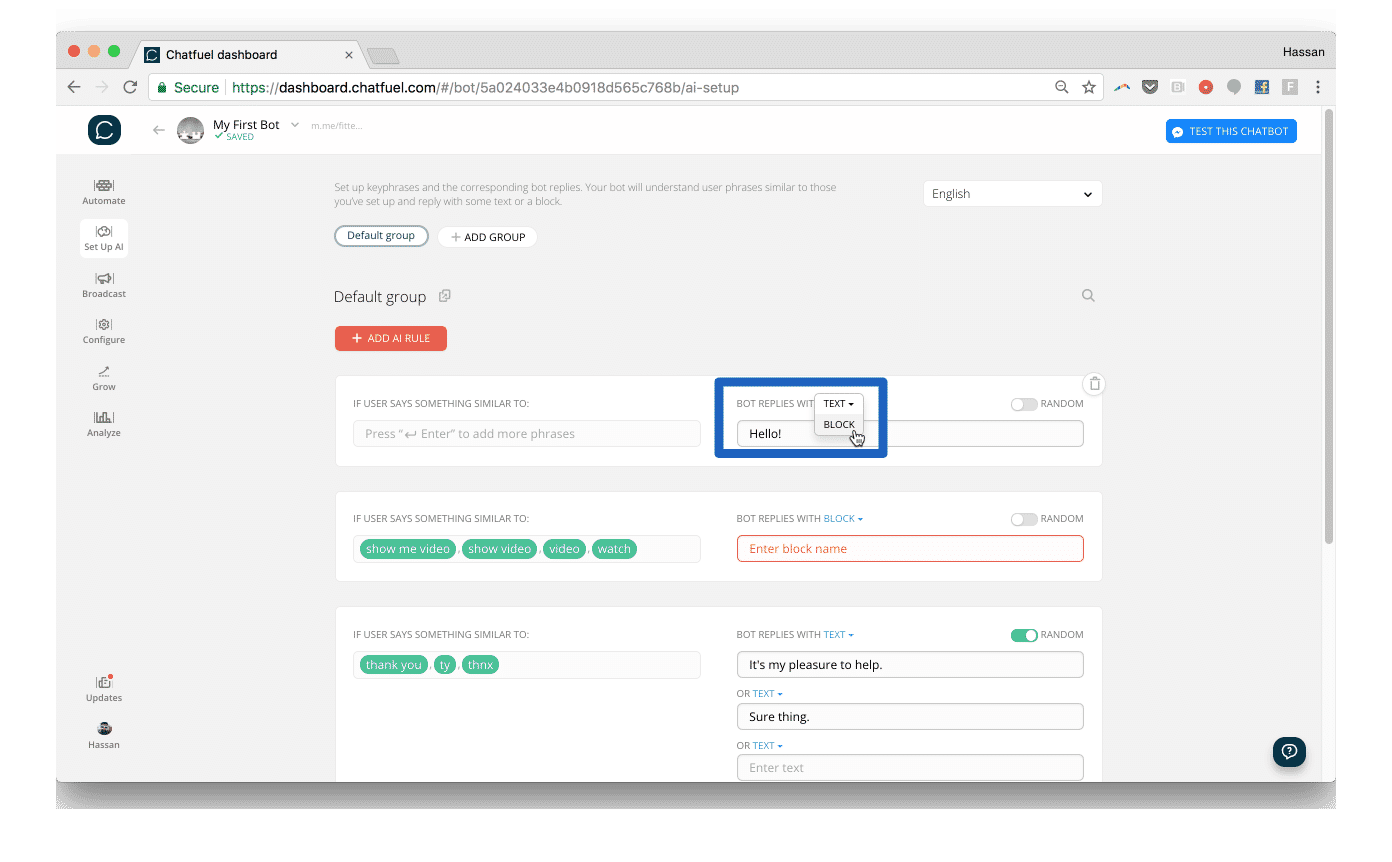 Chatfuel dashboard
Hassan
Secure https://dashboard.chatfuel.com/#/bot/5a024033e4b0918d565c768b/ai-setup
My First Bot
SAVED
m.me/fitte...
TEST THIS CHATBOT
Automate
Set Up AI
Broadcast
Configure
Grow
Analyze
Updates
Hassan
Set up keyphrases and the corresponding bot replies. Your bot will understand user phrases similar to those
you've set up and reply with some text or a block.
English
Default group
+ ADD GROUP
Default group
+ ADD AI RULE
IF USER SAYS SOMETHING SIMILAR TO:
Press “↵ Enter” to add more phrases
BOT REPLIES WITH TEXT
BLOCK
RANDOM
Hello!
IF USER SAYS SOMETHING SIMILAR TO:
show me video, show video, video, watch
BOT REPLIES WITH BLOCK
RANDOM
Enter block name
IF USER SAYS SOMETHING SIMILAR TO:
thank you, ty, thnx
BOT REPLIES WITH TEXT
RANDOM
It's my pleasure to help.
OR TEXT
Sure thing.
OR TEXT
Enter text